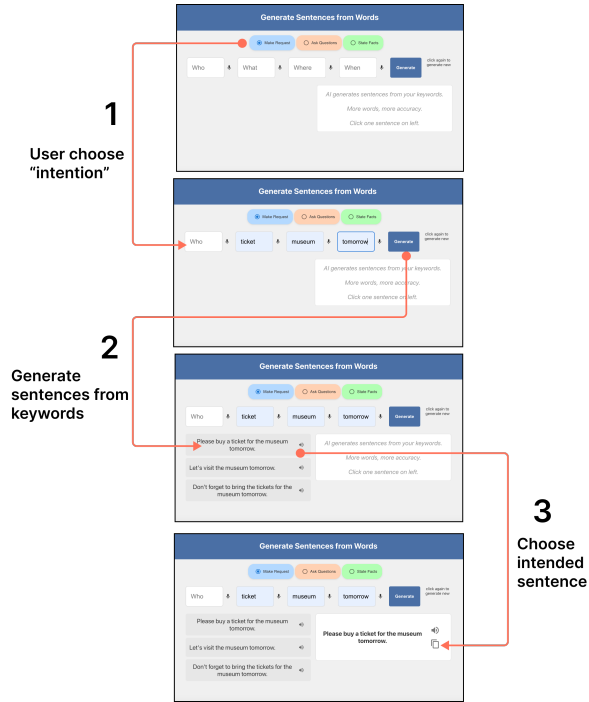 Generate Sentences from Words
Make Request Ask Questions State Facts
Who What Where When Generate click again to
generate new
AI generates sentences from your keywords.
More words, more accuracy.
Click one sentence on left.
1
User choose
“intention”
Generate Sentences from Words
Make Request Ask Questions State Facts
Who ticket museum tomorrow Generate click again to
generate new
AI generates sentences from your keywords.
More words, more accuracy.
Click one sentence on left.
2
Generate
sentences from
keywords
Generate Sentences from Words
Make Request Ask Questions State Facts
Who ticket museum tomorrow Generate click again to
generate new
Please buy a ticket for the museum
tomorrow.
Let's visit the museum tomorrow.
Don't forget to bring the tickets for the
museum tomorrow.
AI generates sentences from your keywords.
More words, more accuracy.
Click one sentence on left.
3
Choose
intended
sentence
Generate Sentences from Words
Make Request Ask Questions State Facts
Who ticket museum tomorrow Generate click again to
generate new
Please buy a ticket for the museum
tomorrow.
Let's visit the museum tomorrow.
Don't forget to bring the tickets for the
museum tomorrow.
Please buy a ticket for the museum
tomorrow.